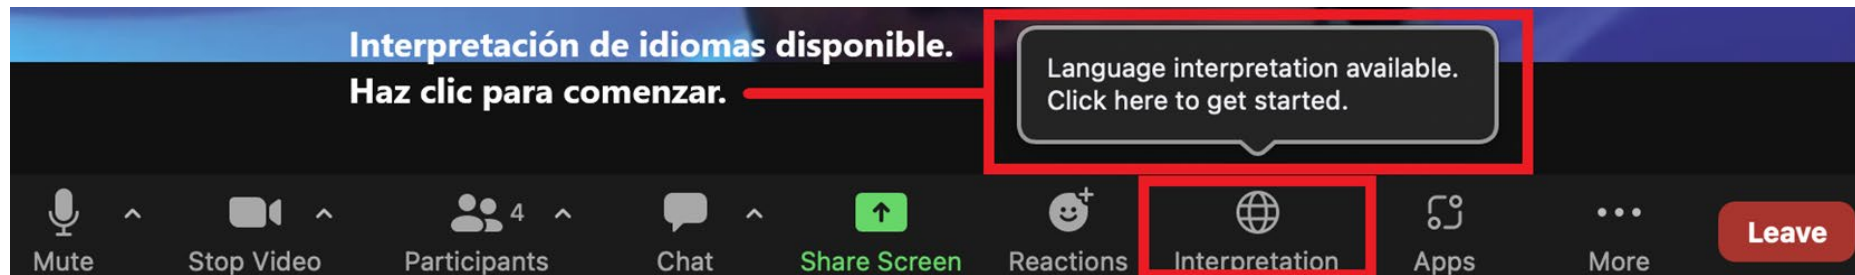 Interpretación de idiomas disponible.
Haz clic para comenzar.
Language interpretation available.
Click here to get started.
4
Mute
Stop Video
Participants
Chat
Share Screen
Reactions
Interpretation
Apps
More
Leave